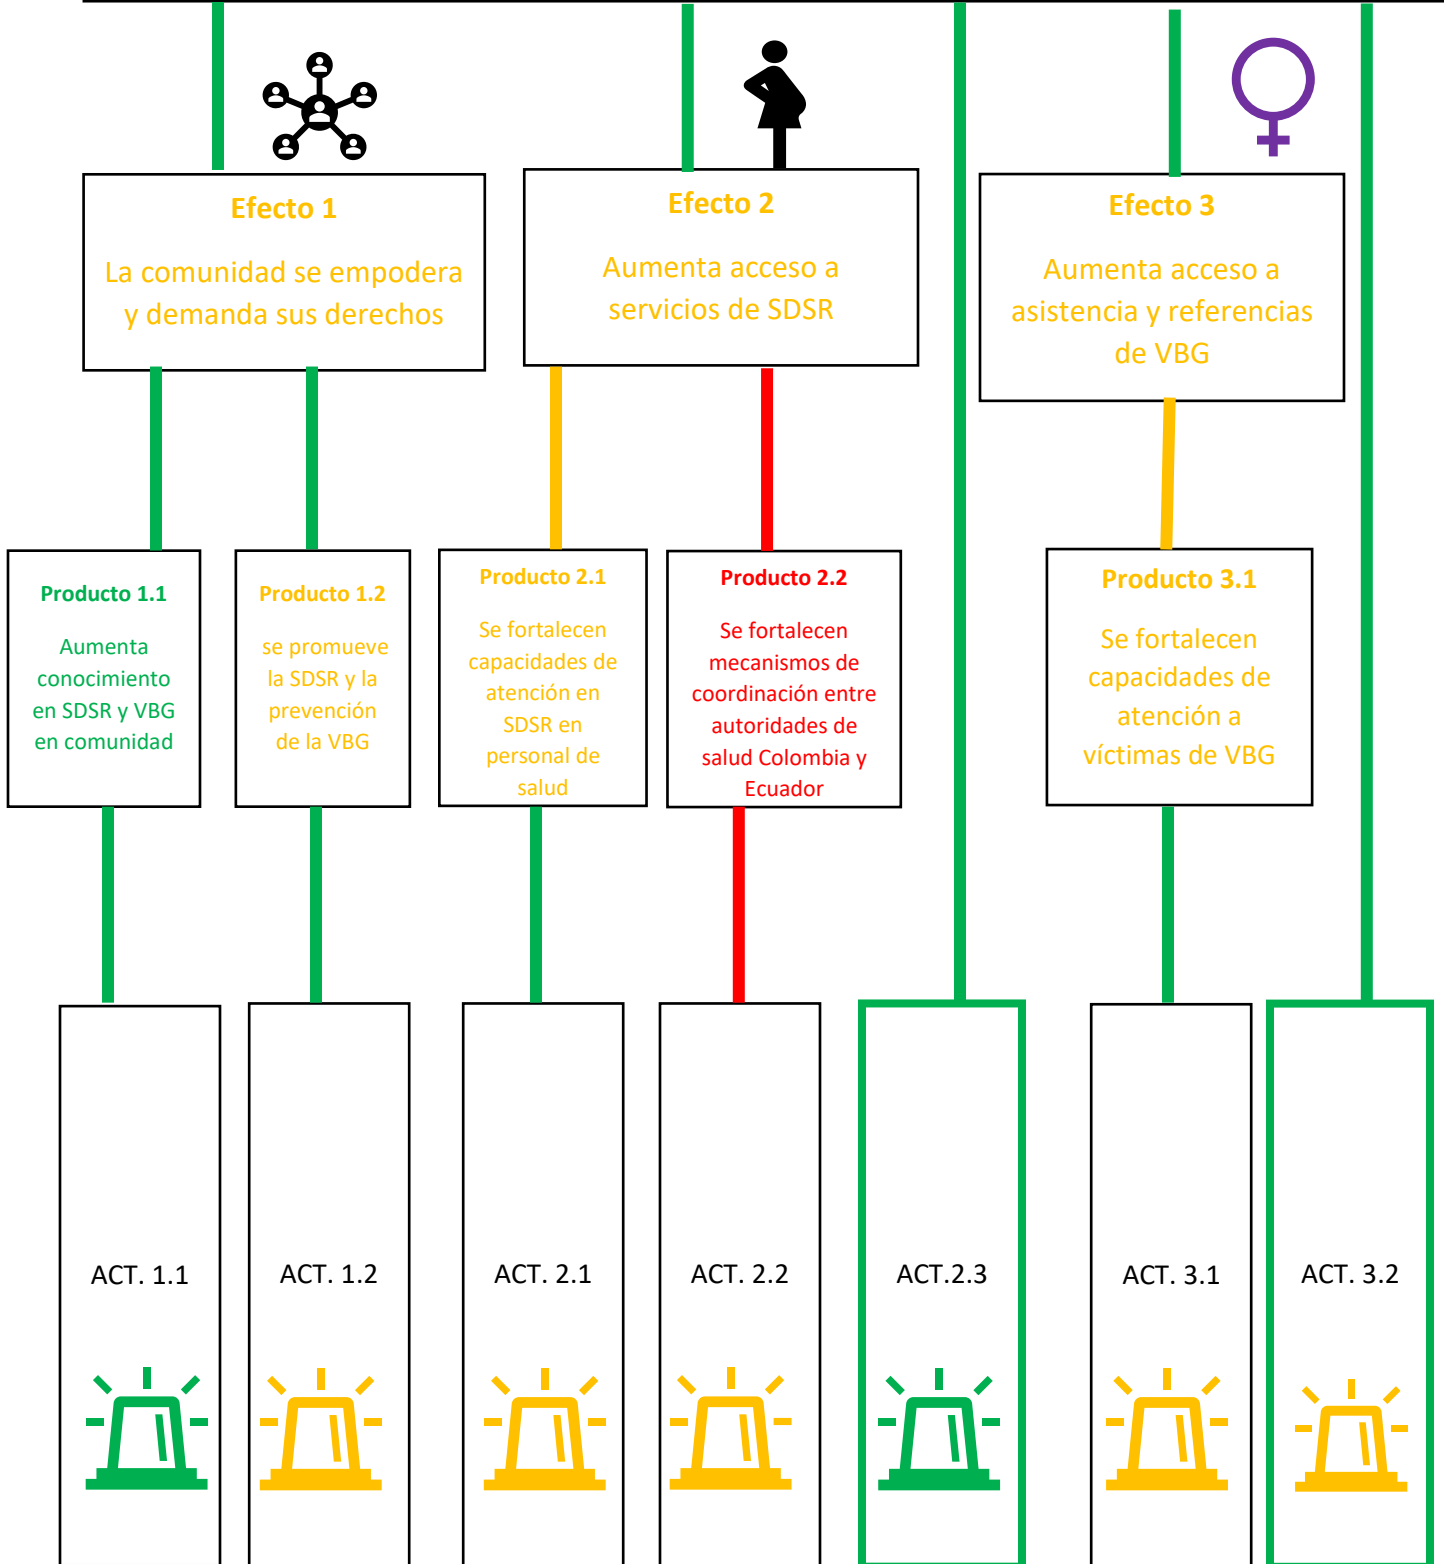 Efecto 1
La comunidad se empodera
y demanda sus derechos
Efecto 2
Aumenta acceso a
servicios de SDSR
Efecto 3
Aumenta acceso a
asistencia y referencias
de VBG
Producto 1.1
Aumenta
conocimiento
en SDSR y VBG
en comunidad
Producto 1.2
se promueve
la SDSR y la
prevención
de la VBG
Producto 2.1
Se fortalecen
capacidades de
atención en
SDSR en
personal de
salud
Producto 2.2
Se fortalecen
mecanismos de
coordinación entre
autoridades de
salud Colombia y
Ecuador
Producto 3.1
Se fortalecen
capacidades de
atención a
víctimas de VBG
ACT. 1.1
ACT. 1.2
ACT. 2.1
ACT. 2.2
ACT.2.3
ACT. 3.1
ACT. 3.2